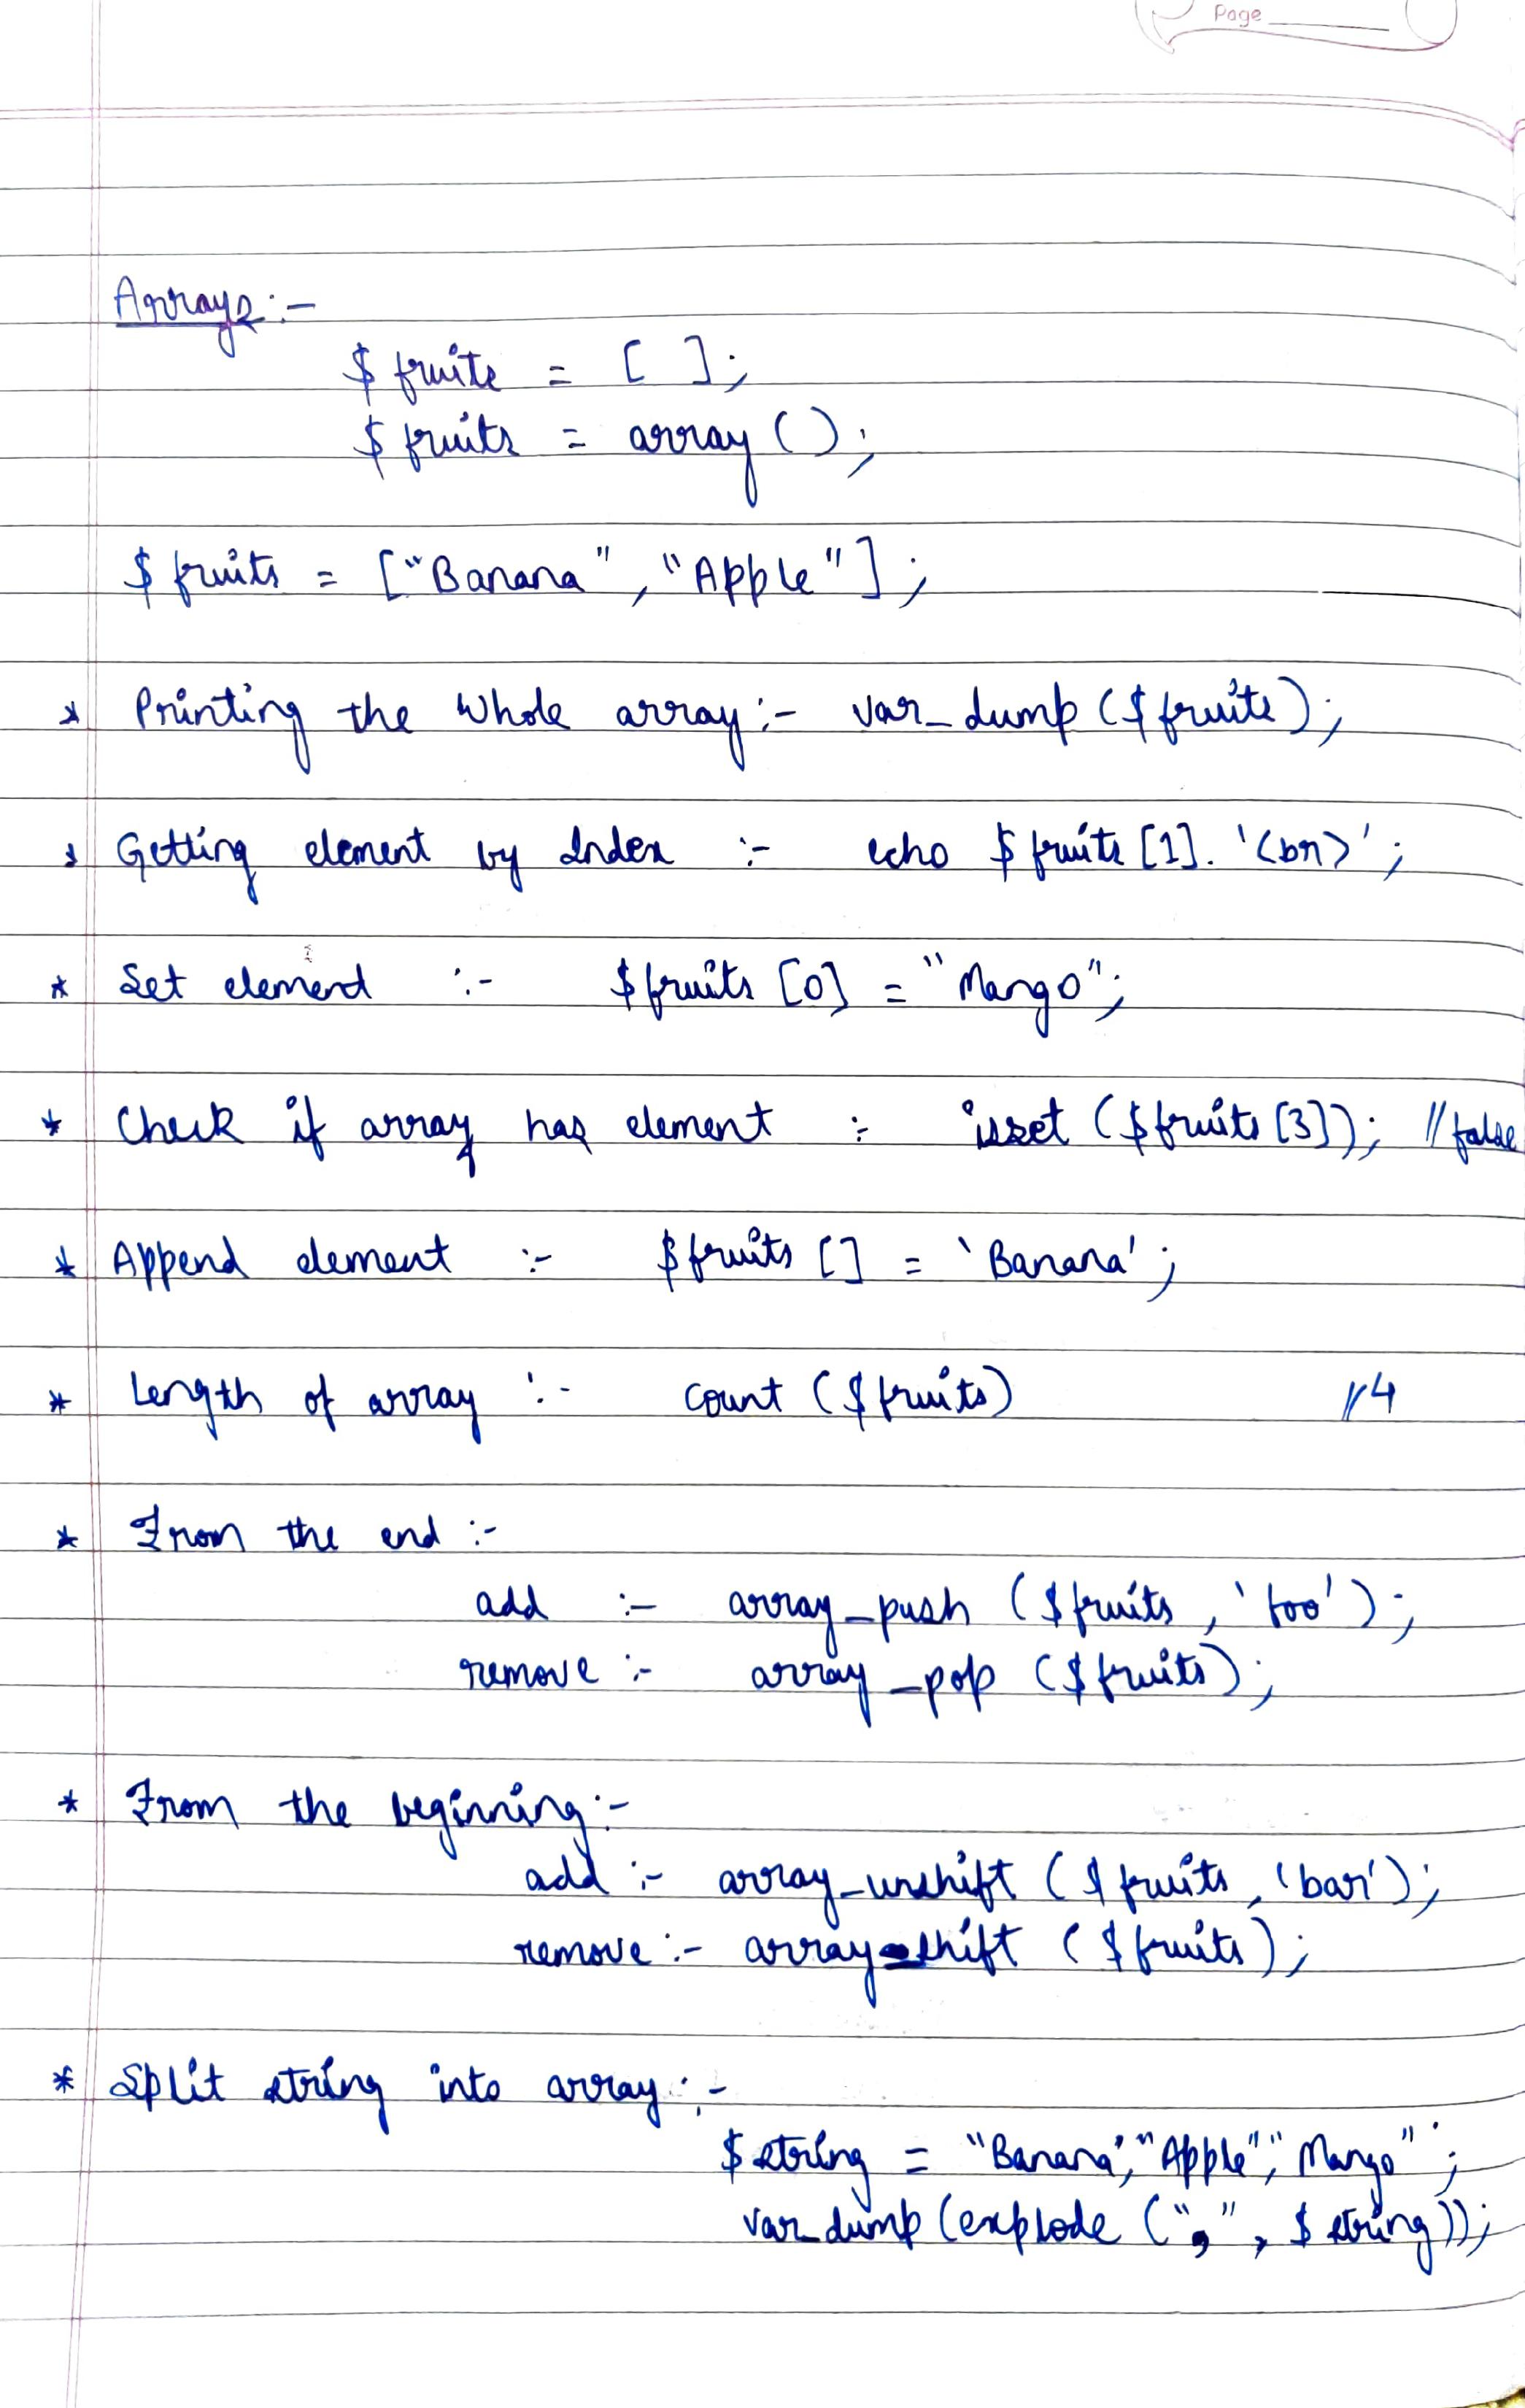 Page
Arrays :-
$ fruits = [ ];
$ fruits = array ();
$ fruits = ["Banana", "Apple"];
* Printing the whole array :- var_dump ($fruits);
* Getting element by Index :- echo $ fruits [1]. '<br>';
* Set element :- $fruits [0] = "Mango";
* Check if array has element :- isset ($fruits [3]); // false
* Append element :- $fruits [] = 'Banana';
* Length of array :- count ($fruits) // 4
* From the end :-
add :- array_push ($fruits, 'foo');
remove :- array_pop ($fruits);
* From the beginning :-
add :- array_unshift ($ fruits, 'bar');
remove :- array_shift ($ fruits);
* Split string into array :-
$ string = "Banana", "Apple", "Mango";
var_dump (explode (",", $ string));